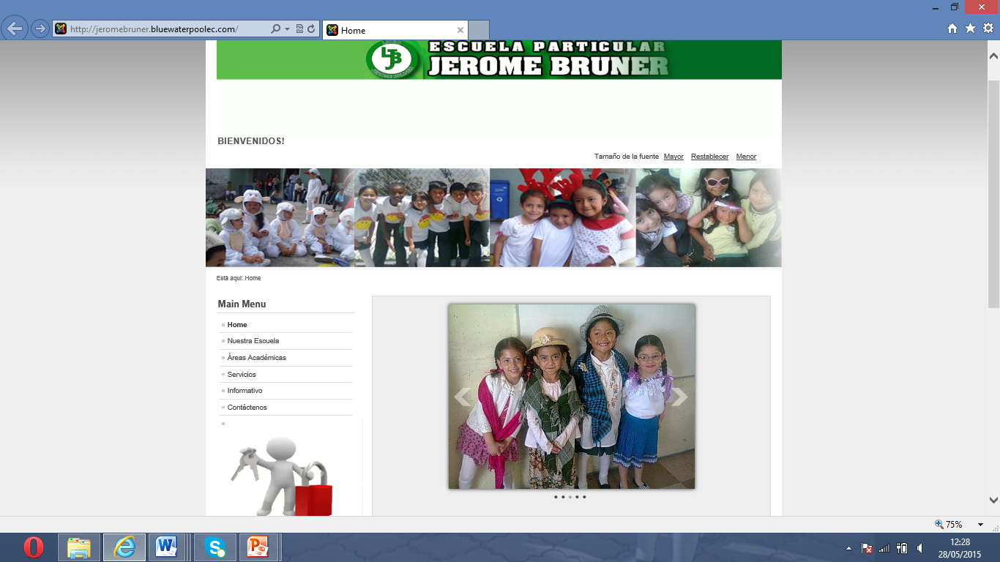 http://jeromebruner.bluewaterpoolec.com/
Home
ESCUELA PARTICULAR
LJB
JEROME BRUNER
BIENVENIDOS!
Tamaño de la fuente Mayor Restablecer Menor
Está aquí: Home
Main Menu
Home
Nuestra Escuela
Áreas Académicas
Servicios
Informativo
Contáctenos
75%
12:28
28/05/2015